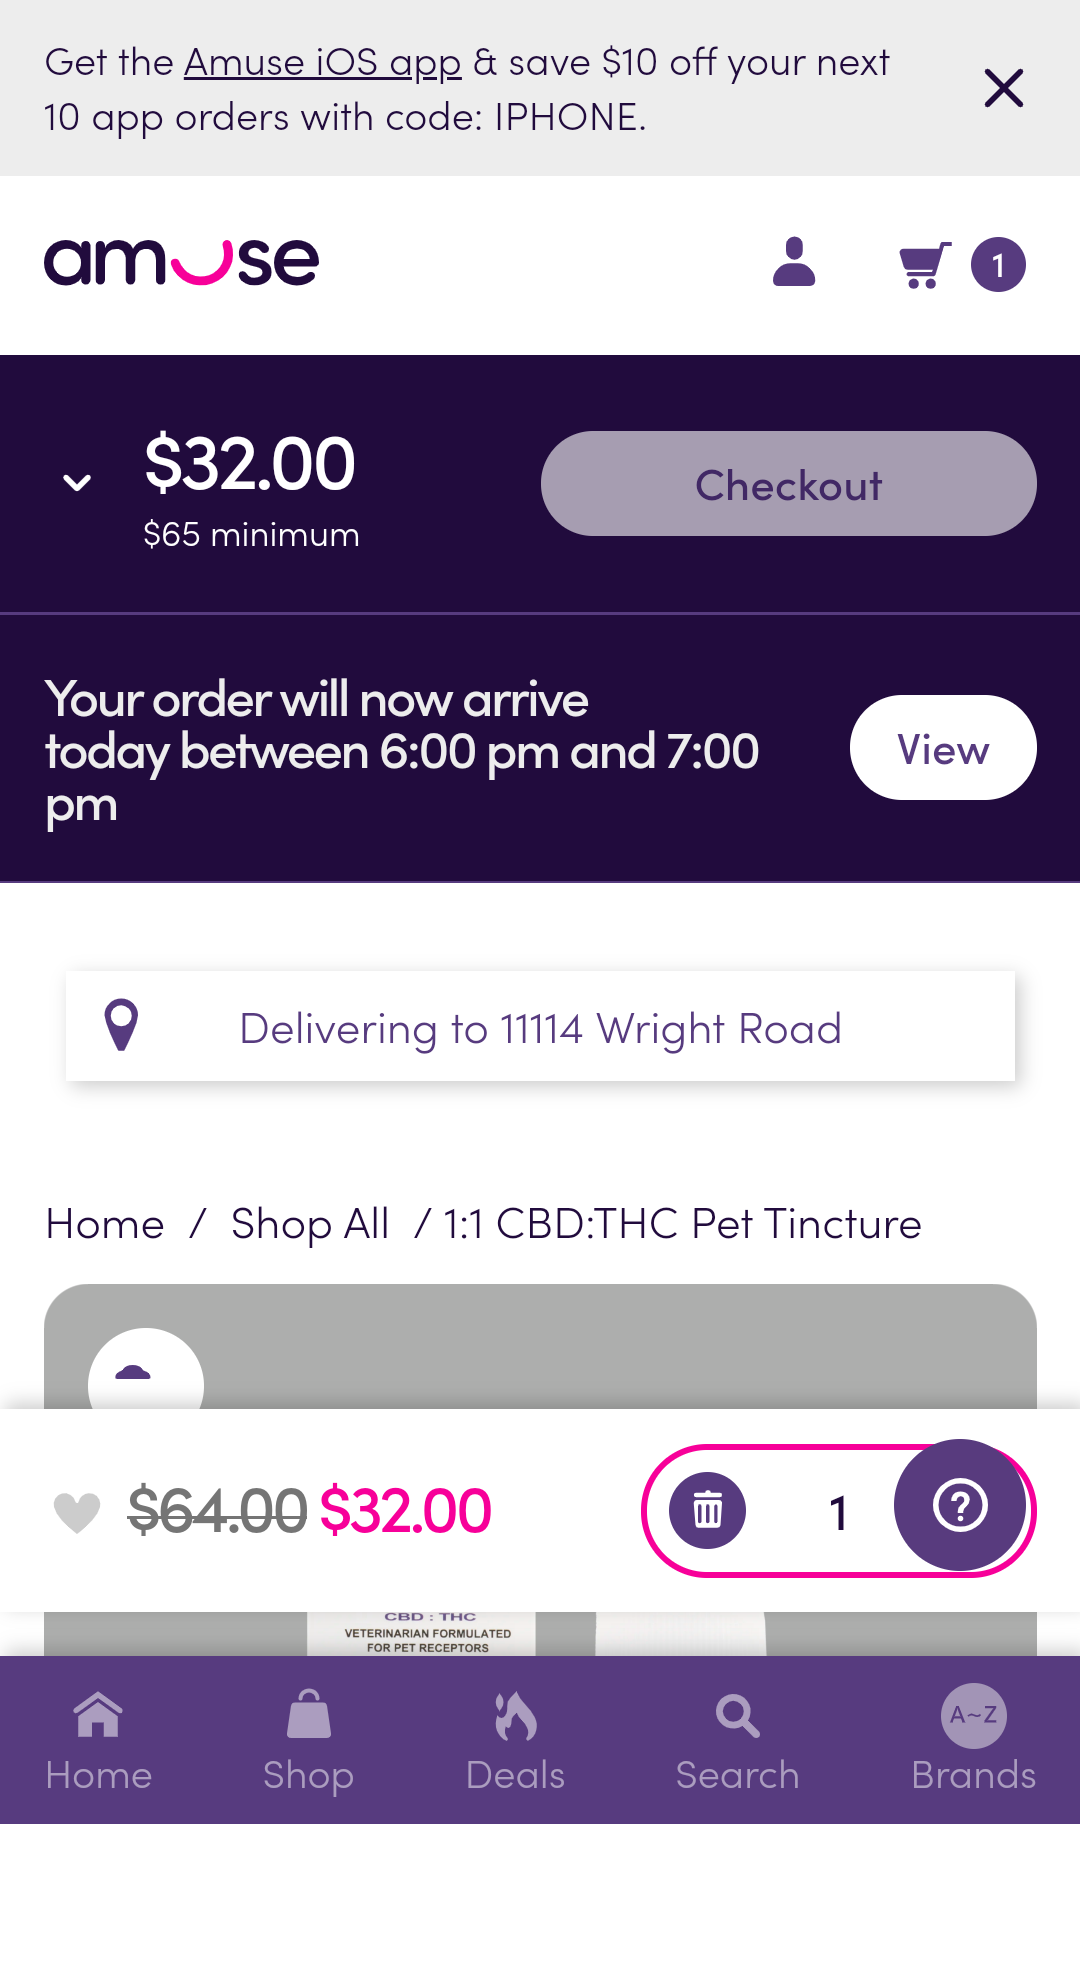 Get the Amuse iOS app & save $10 off your next
10 app orders with code: IPHONE.
amuse
1
$32.00
$65 minimum
Checkout
Your order will now arrive
today between 6:00 pm and 7:00
pm
View
Delivering to 11114 Wright Road
Home / Shop All / 1:1 CBD:THC Pet Tincture
$64.00 $32.00
1
?
CBD : THC
VETERINARIAN FORMULATED
FOR PET RECEPTORS
A~Z
Home Shop Deals Search Brands